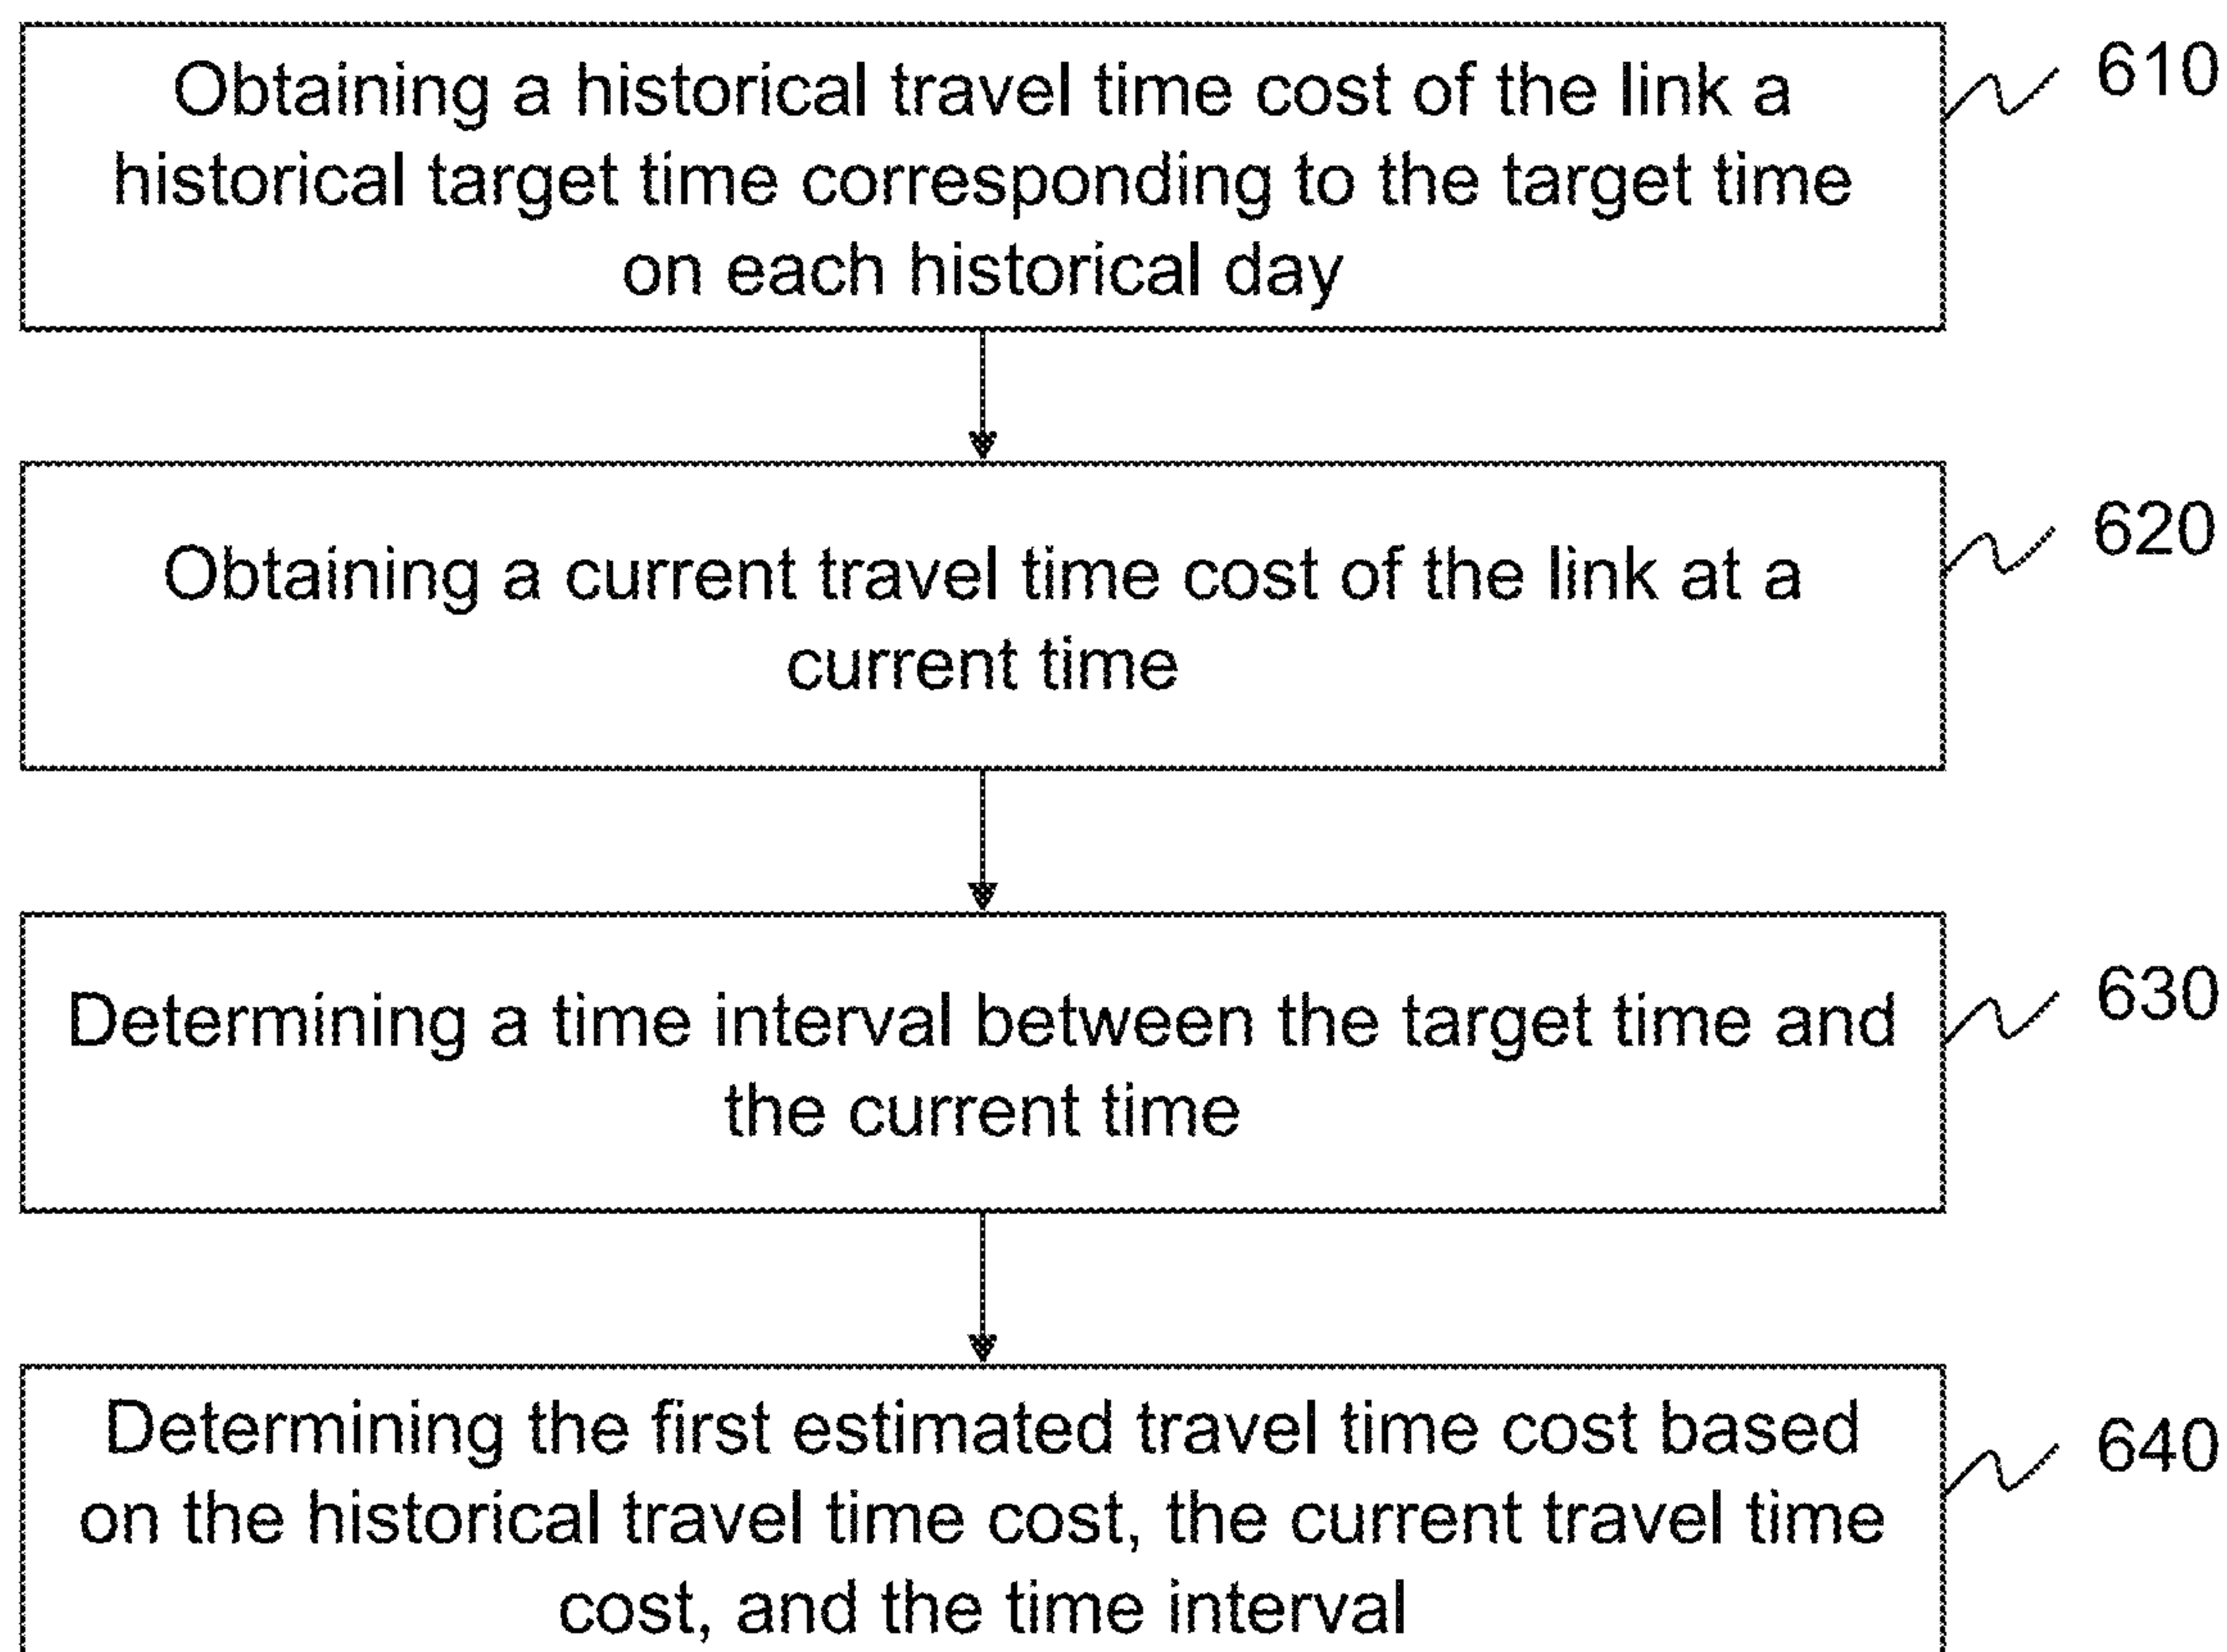 Obtaining a historical travel time cost of the link a
historical target time corresponding to the target time
on each historical day
610
Obtaining a current travel time cost of the link at a
current time
620
Determining a time interval between the target time and
the current time
630
Determining the first estimated travel time cost based
on the historical travel time cost, the current travel time
cost, and the time interval
640